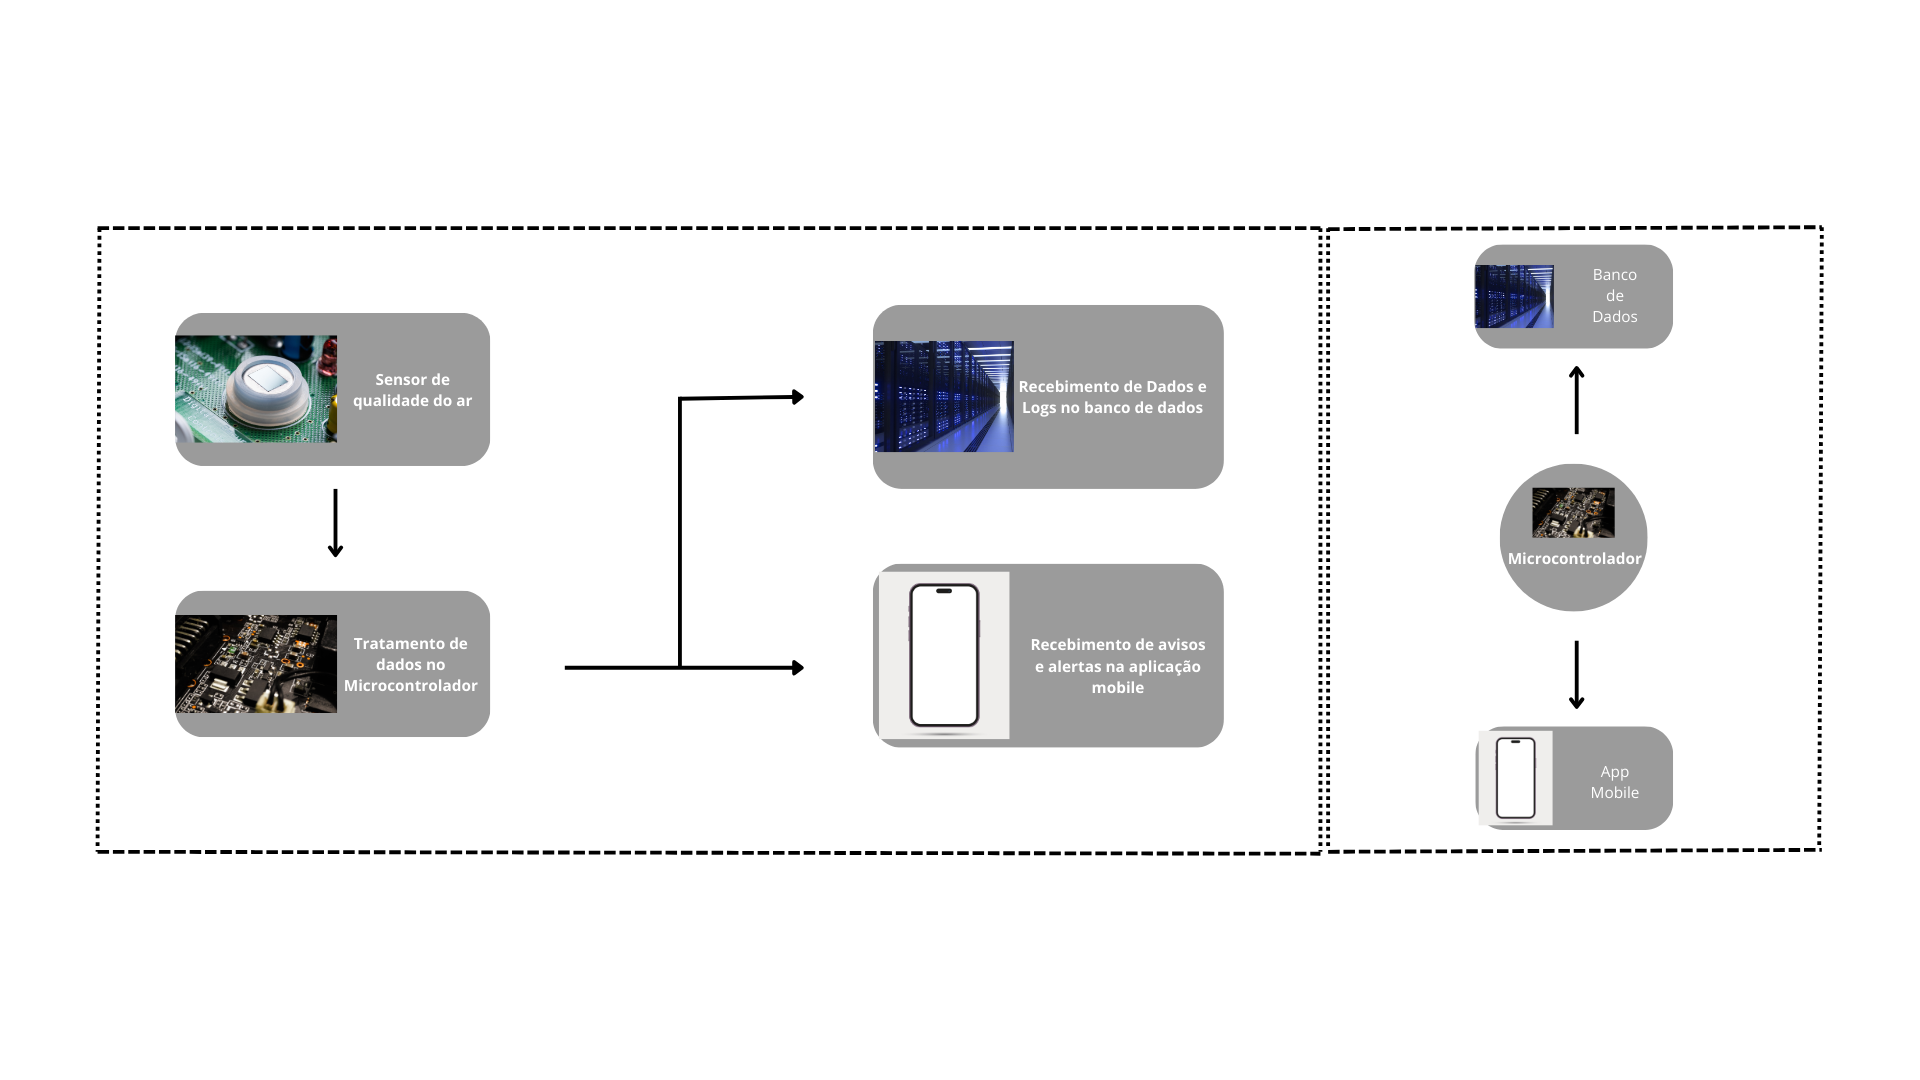 Sensor de
qualidade do ar
Tratamento de
dados no
Microcontrolador
Recebimento de Dados e
Logs no banco de dados
Recebimento de avisos
e alertas na aplicação
mobile
Banco
de
Dados
Microcontrolador
App
Mobile